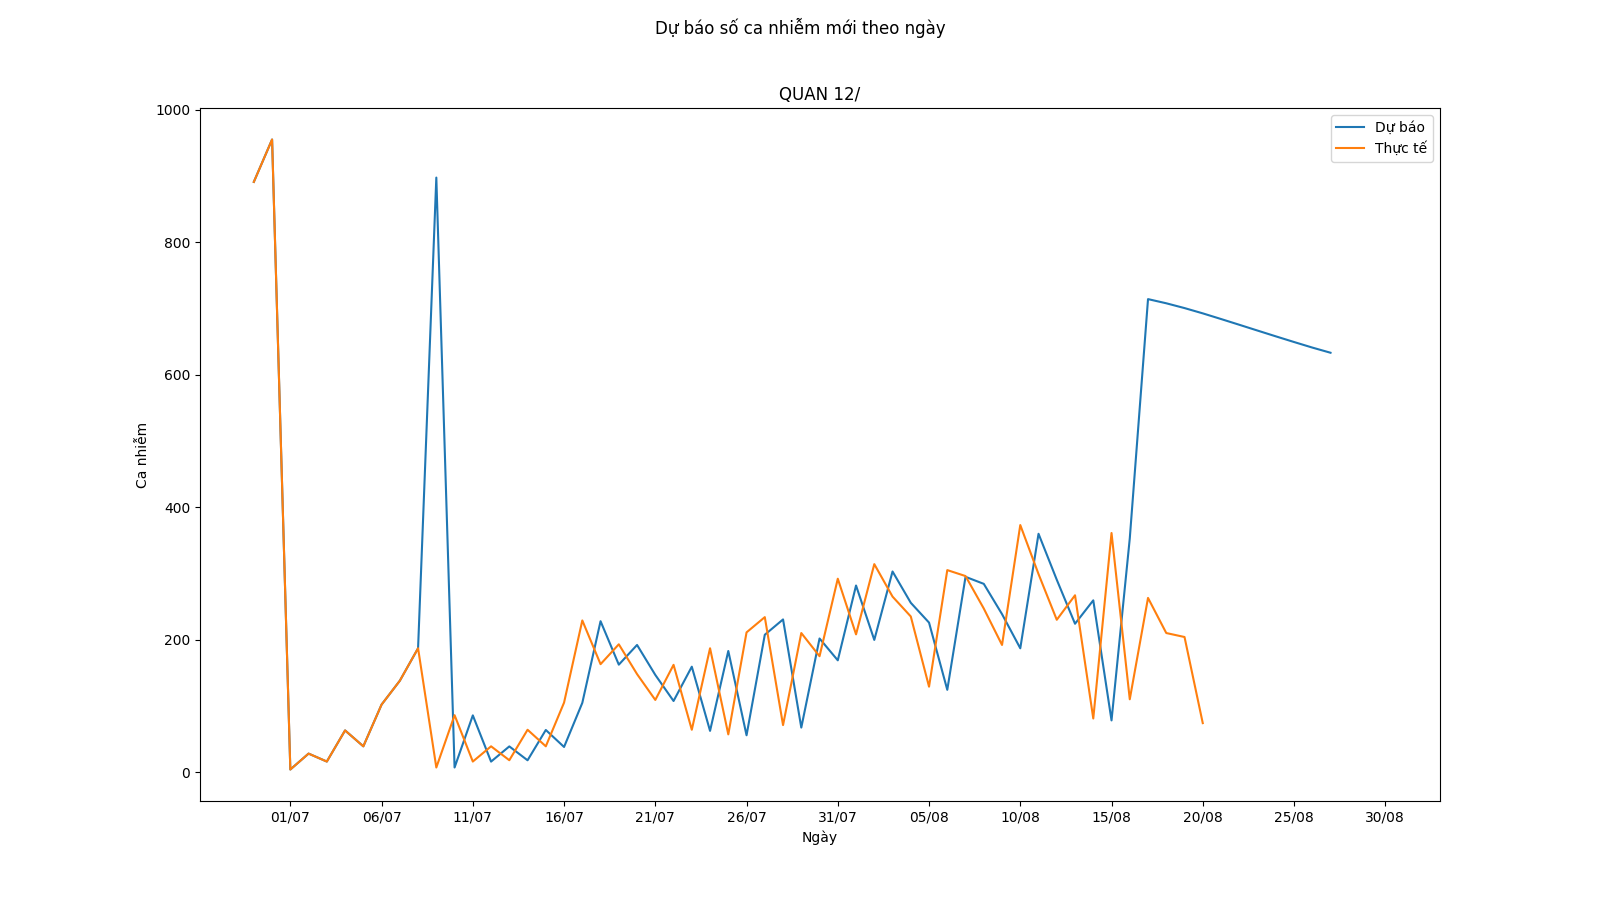 Dự báo số ca nhiễm mới theo ngày
QUAN 12/
1000
800
600
400
200
0
Ca nhiễm
Dự báo
Thực tế
01/07 06/07 11/07 16/07 21/07 26/07 31/07 05/08 10/08 15/08 20/08 25/08 30/08
Ngày